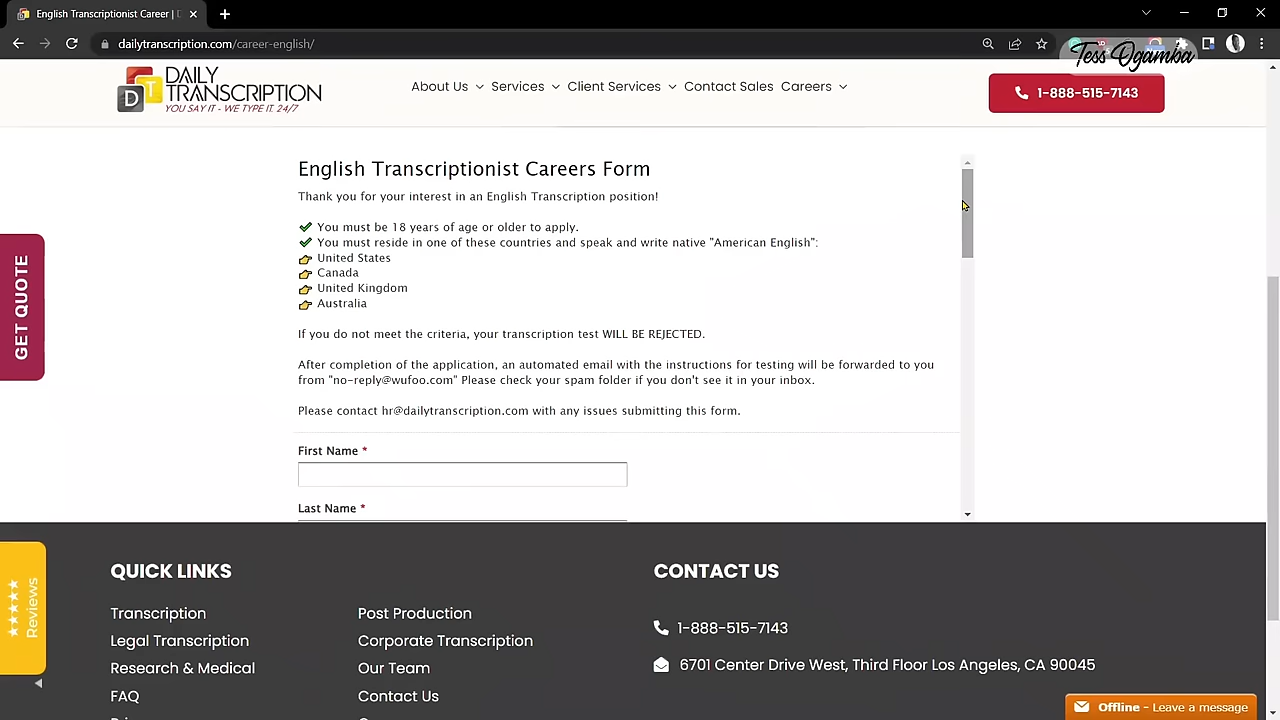 English Transcriptionist Career |
dailytranscription.com/career-english/
Tess Ogamba
DAILY
TRANSCRIPTION
YOU SAY IT - WE TYPE IT. 24/7
D T
About Us Services Client Services Contact Sales Careers
1-888-515-7143
English Transcriptionist Careers Form
Thank you for your interest in an English Transcription position!
You must be 18 years of age or older to apply.
You must reside in one of these countries and speak and write native "American English":
United States
Canada
United Kingdom
Australia
If you do not meet the criteria, your transcription test WILL BE REJECTED.
After completion of the application, an automated email with the instructions for testing will be forwarded to you
from "no-reply@wufoo.com" Please check your spam folder if you don't see it in your inbox.
Please contact hr@dailytranscription.com with any issues submitting this form.
First Name *
Last Name *
GET QUOTE
Reviews
QUICK LINKS
Transcription
Legal Transcription
Research & Medical
FAQ
Post Production
Corporate Transcription
Our Team
Contact Us
CONTACT US
1-888-515-7143
6701 Center Drive West, Third Floor Los Angeles, CA 90045
Offline - Leave a message